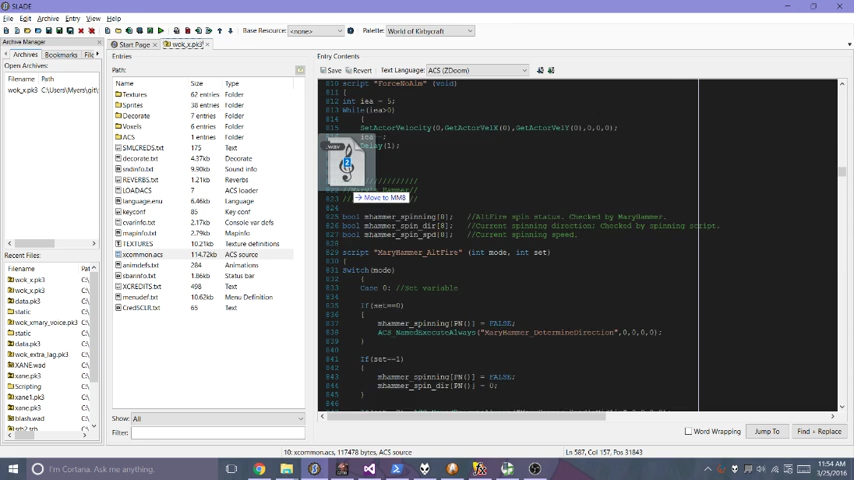 SLADE
File Edit Archive Entry View Help
Base Resource: <none> Palette: World of Kirbycraft
Archive Manager
Archives Bookmarks File
Open Archives:
Filename Path
wok_x.pk3 C:\Users\Myers\git\
Recent Files:
Filename Pat
wok_x.pk3 C:\
wok_x.pk3 C:\
data.pk3 C:\
static C:\
wok_xmary_voice.pk3 C:\
static C:\
data.pk3 C:\
wok_extra_lag.pk3 C:\
XANE.wad C:\
xane.pk3 C:\
Scripting C:\
xane1.pk3 C:\
xane.pk3 C:\
blash.wad C:\
srb2.srb C:\
Start Page wok_x.pk3
Entries
Path:
Name Size Type
Textures 62 entries Folder
Sprites 38 entries Folder
Decorate 7 entries Folder
Voxels 6 entries Folder
ACS 1 entries Folder
SMLCREDS.txt 175 Text
decorate.txt 4.37kb Decorate
sndinfo.txt 9.90kb Sound info
REVERBS.txt 1.21kb Reverbs
LOADACS 7 ACS loader
language.enu 6.46kb Language
keyconf 85 Key conf
cvarinfo.txt 2.17kb Console var defs
mapinfo.txt 2.79kb Mapinfo
TEXTURES 10.21kb Texture definitions
xcommon.acs 114.72kb ACS source
animdefs.txt 284 Animations
sbarinfo.txt 1.86kb Status bar
XCREDITS.txt 498 Text
menudef.txt 10.62kb Menu Definition
CredSCLR.txt 65 Text
Show: All
Filter:
Entry Contents
Save Revert Text Language: ACS (ZDoom)
810 script "ForceNoAim" (void)
811 {
812 int iea = 5;
813 While(iea>0)
814 {
815 SetActorVelocity(0,GetActorVelX(0),GetActorVelY(0),0,0,0);
816 iea--;
Delay(1);
.wav
2
Move to MM8
823
824
825 bool mhammer_spinning[8]; //AltFire spin status. Checked by MaryHammer.
826 bool mhammer_spin_dir[8]; //Current spinning direction; Checked by spinning script.
827 bool mhammer_spin_spd[8]; //Current spinning speed.
828
829 script "MaryHammer_AltFire" (int mode, int set)
830 {
831 switch(mode)
832 {
833 Case 0: //Set variable
834
835 If(set==0)
836 {
837 mhammer_spinning[PN()] = FALSE;
838 ACS_NamedExecuteAlways("MaryHammer_DetermineDirection",0,0,0,0);
839 }
840
841 If(set==1)
842 {
843 mhammer_spinning[PN()] = FALSE;
844 mhammer_spin_dir[PN()] = 0;
845 }
846
Word Wrapping Jump To Find + Replace
10: xcommon.acs, 117478 bytes, ACS source Ln 587, Col 157, Pos 31843
I'm Cortana. Ask me anything.
11:54 AM
3/25/2016